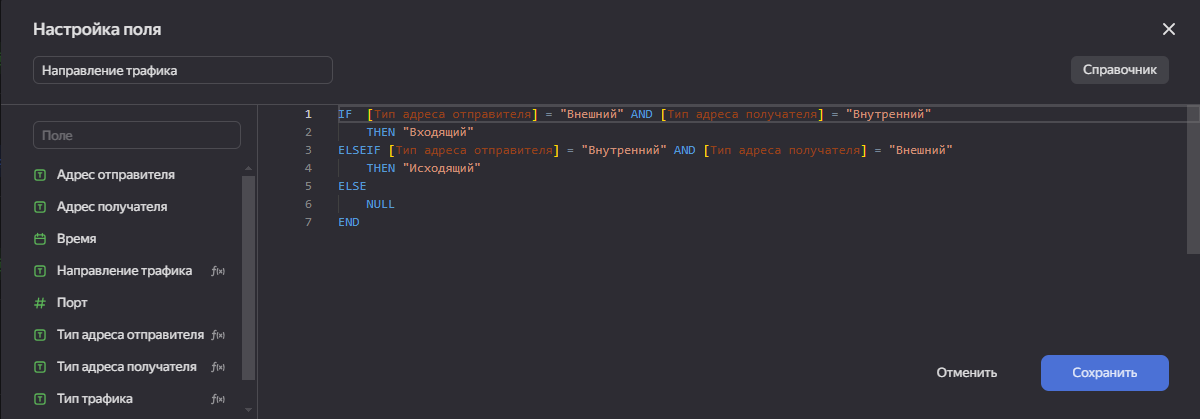 Настройка поля
Направление трафика
Справочник
Поле
Адрес отправителя
Адрес получателя
Время
Направление трафика f(x)
Порт
Тип адреса отправителя f(x)
Тип адреса получателя f(x)
Тип трафика f(x)
1 IF  [Тип адреса отправителя] = "Внешний" AND [Тип адреса получателя] = "Внутренний"
2     THEN "Входящий"
3 ELSEIF [Тип адреса отправителя] = "Внутренний" AND [Тип адреса получателя] = "Внешний"
4     THEN "Исходящий"
5 ELSE
6     NULL
7 END
Отменить
Сохранить